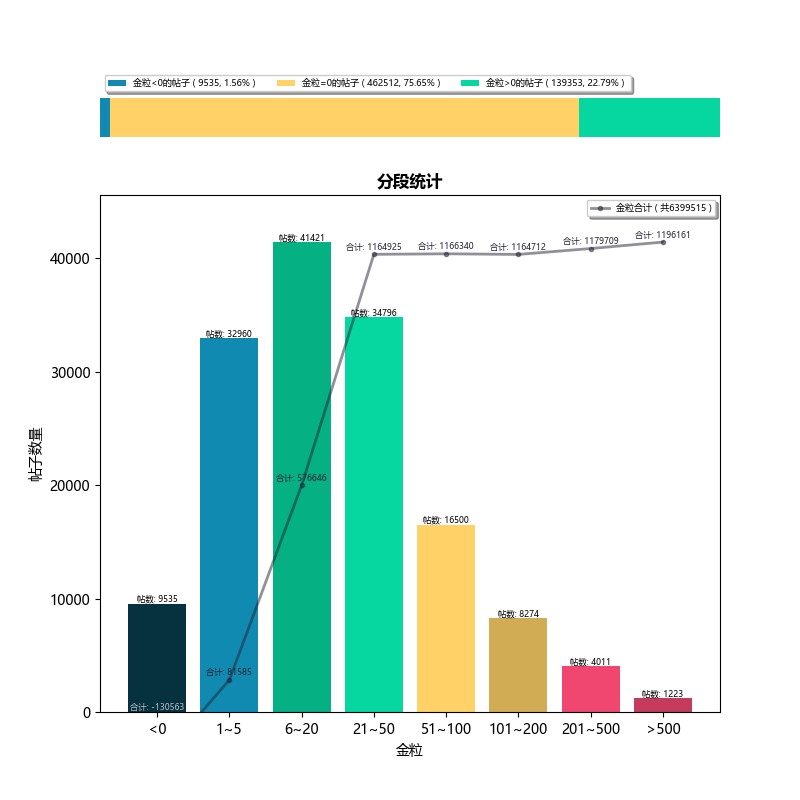 金粒<0的帖子 ( 9535, 1.56% ) 金粒=0的帖子 ( 462512, 75.65% ) 金粒>0的帖子 ( 139353, 22.79% )
分段统计
金粒合计 ( 共6399515 )
合计: 1164925 合计: 1166340 合计: 1164712 合计: 1179709 合计: 1196161
帖数: 41421
40000
帖数: 32960
帖数: 34796
30000
合计: 576646
20000
帖数: 16500
帖数: 9535
10000
帖数: 8274
合计: 81585
帖数: 4011
帖数: 1223
合计: -130563
0
<0 1~5 6~20 21~50 51~100 101~200 201~500 >500
金粒
帖子数量